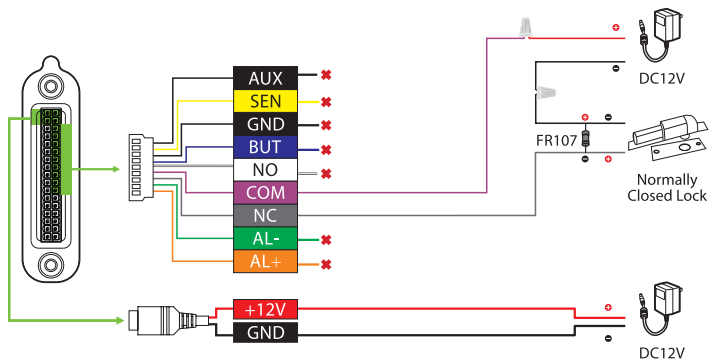 AUX
SEN
GND
BUT
NO
COM
NC
AL-
AL+
+12V
GND
DC12V
FR107
Normally
Closed Lock
DC12V